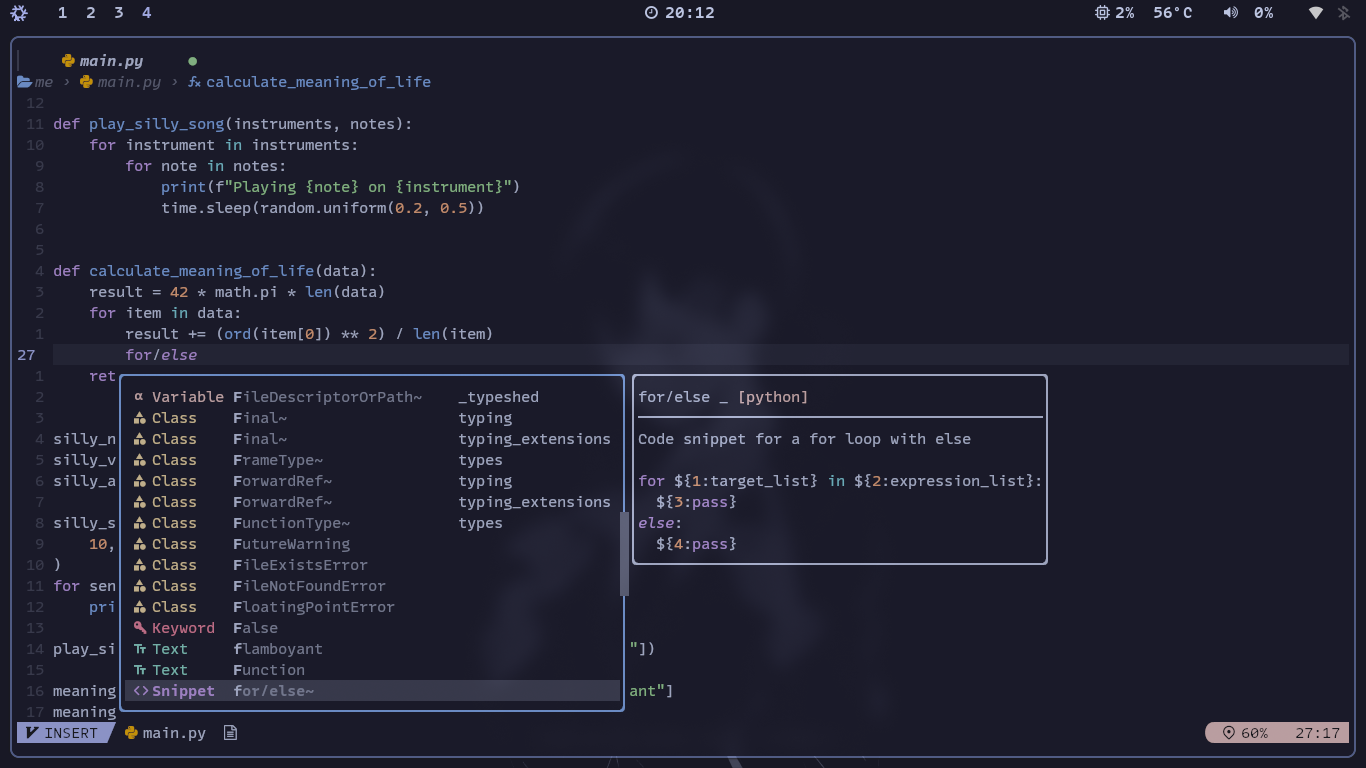 1 2 3 4 20:12 2% 56°C 0%
main.py
me › main.py › fx calculate_meaning_of_life
12
11 def play_silly_song(instruments, notes):
10 for instrument in instruments:
9 for note in notes:
8 print(f"Playing {note} on {instrument}")
7 time.sleep(random.uniform(0.2, 0.5))
6
5
4 def calculate_meaning_of_life(data):
3 result = 42 * math.pi * len(data)
2 for item in data:
1 result += (ord(item[0]) ** 2) / len(item)
27 for/else
1 ret
2
3
4 silly_n
5 silly_v
6 silly_a
7
8 silly_s
9 10,
10 )
11 for sen
12 pri
13
14 play_si "])
15
16 meaning ant"]
17 meaning
α Variable FileDescriptorOrPath~ _typeshed
Class Final~ typing
Class Final~ typing_extensions
Class FrameType~ types
Class ForwardRef~ typing
Class ForwardRef~ typing_extensions
Class FunctionType~ types
Class FutureWarning
Class FileExistsError
Class FileNotFoundError
Class FloatingPointError
Keyword False
Text flamboyant
Text Function
<> Snippet for/else~
for/else _ [python]
Code snippet for a for loop with else
for ${1:target_list} in ${2:expression_list}:
${3:pass}
else:
${4:pass}
INSERT main.py 60% 27:17